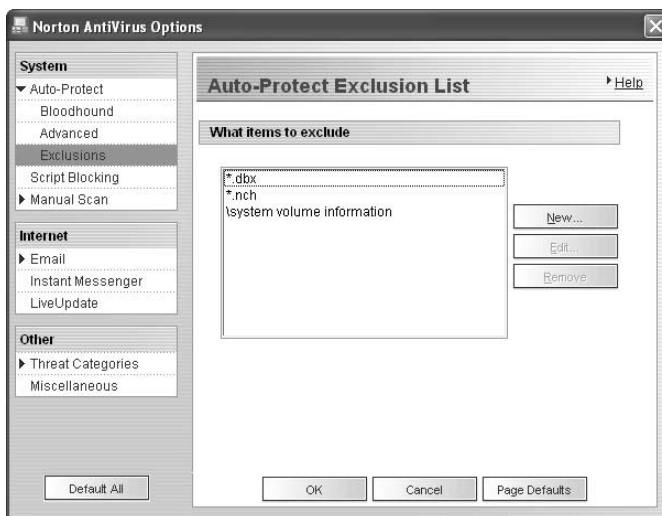 Norton AntiVirus Options
System
Auto-Protect
Bloodhound
Advanced
Exclusions
Script Blocking
Manual Scan
Internet
Email
Instant Messenger
LiveUpdate
Other
Threat Categories
Miscellaneous
Default All
Auto-Protect Exclusion List
Help
What items to exclude
*.dbx
*.nch
\system volume information
New...
Edit...
Remove
OK
Cancel
Page Defaults